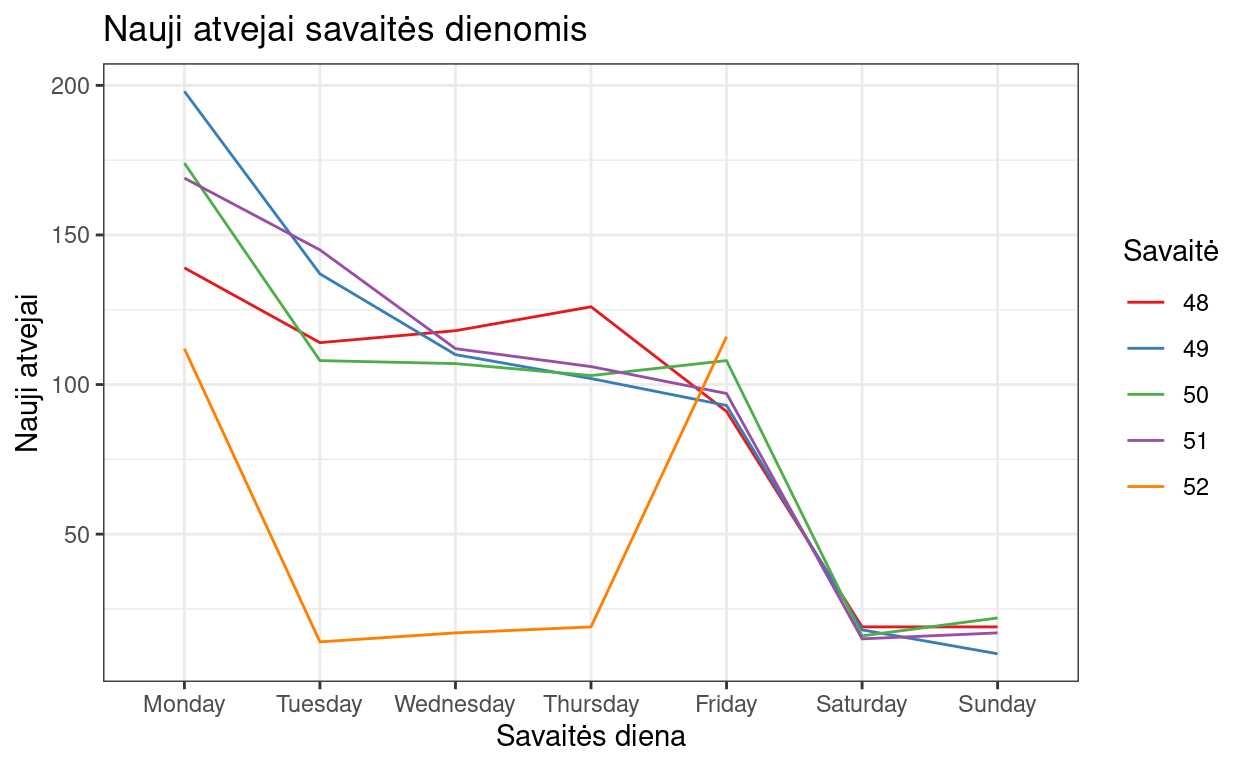 Nauji atvejai savaitės dienomis
Nauji atvejai
200
150
100
50
Monday Tuesday Wednesday Thursday Friday Saturday Sunday
Savaitės diena
Savaitė
48
49
50
51
52